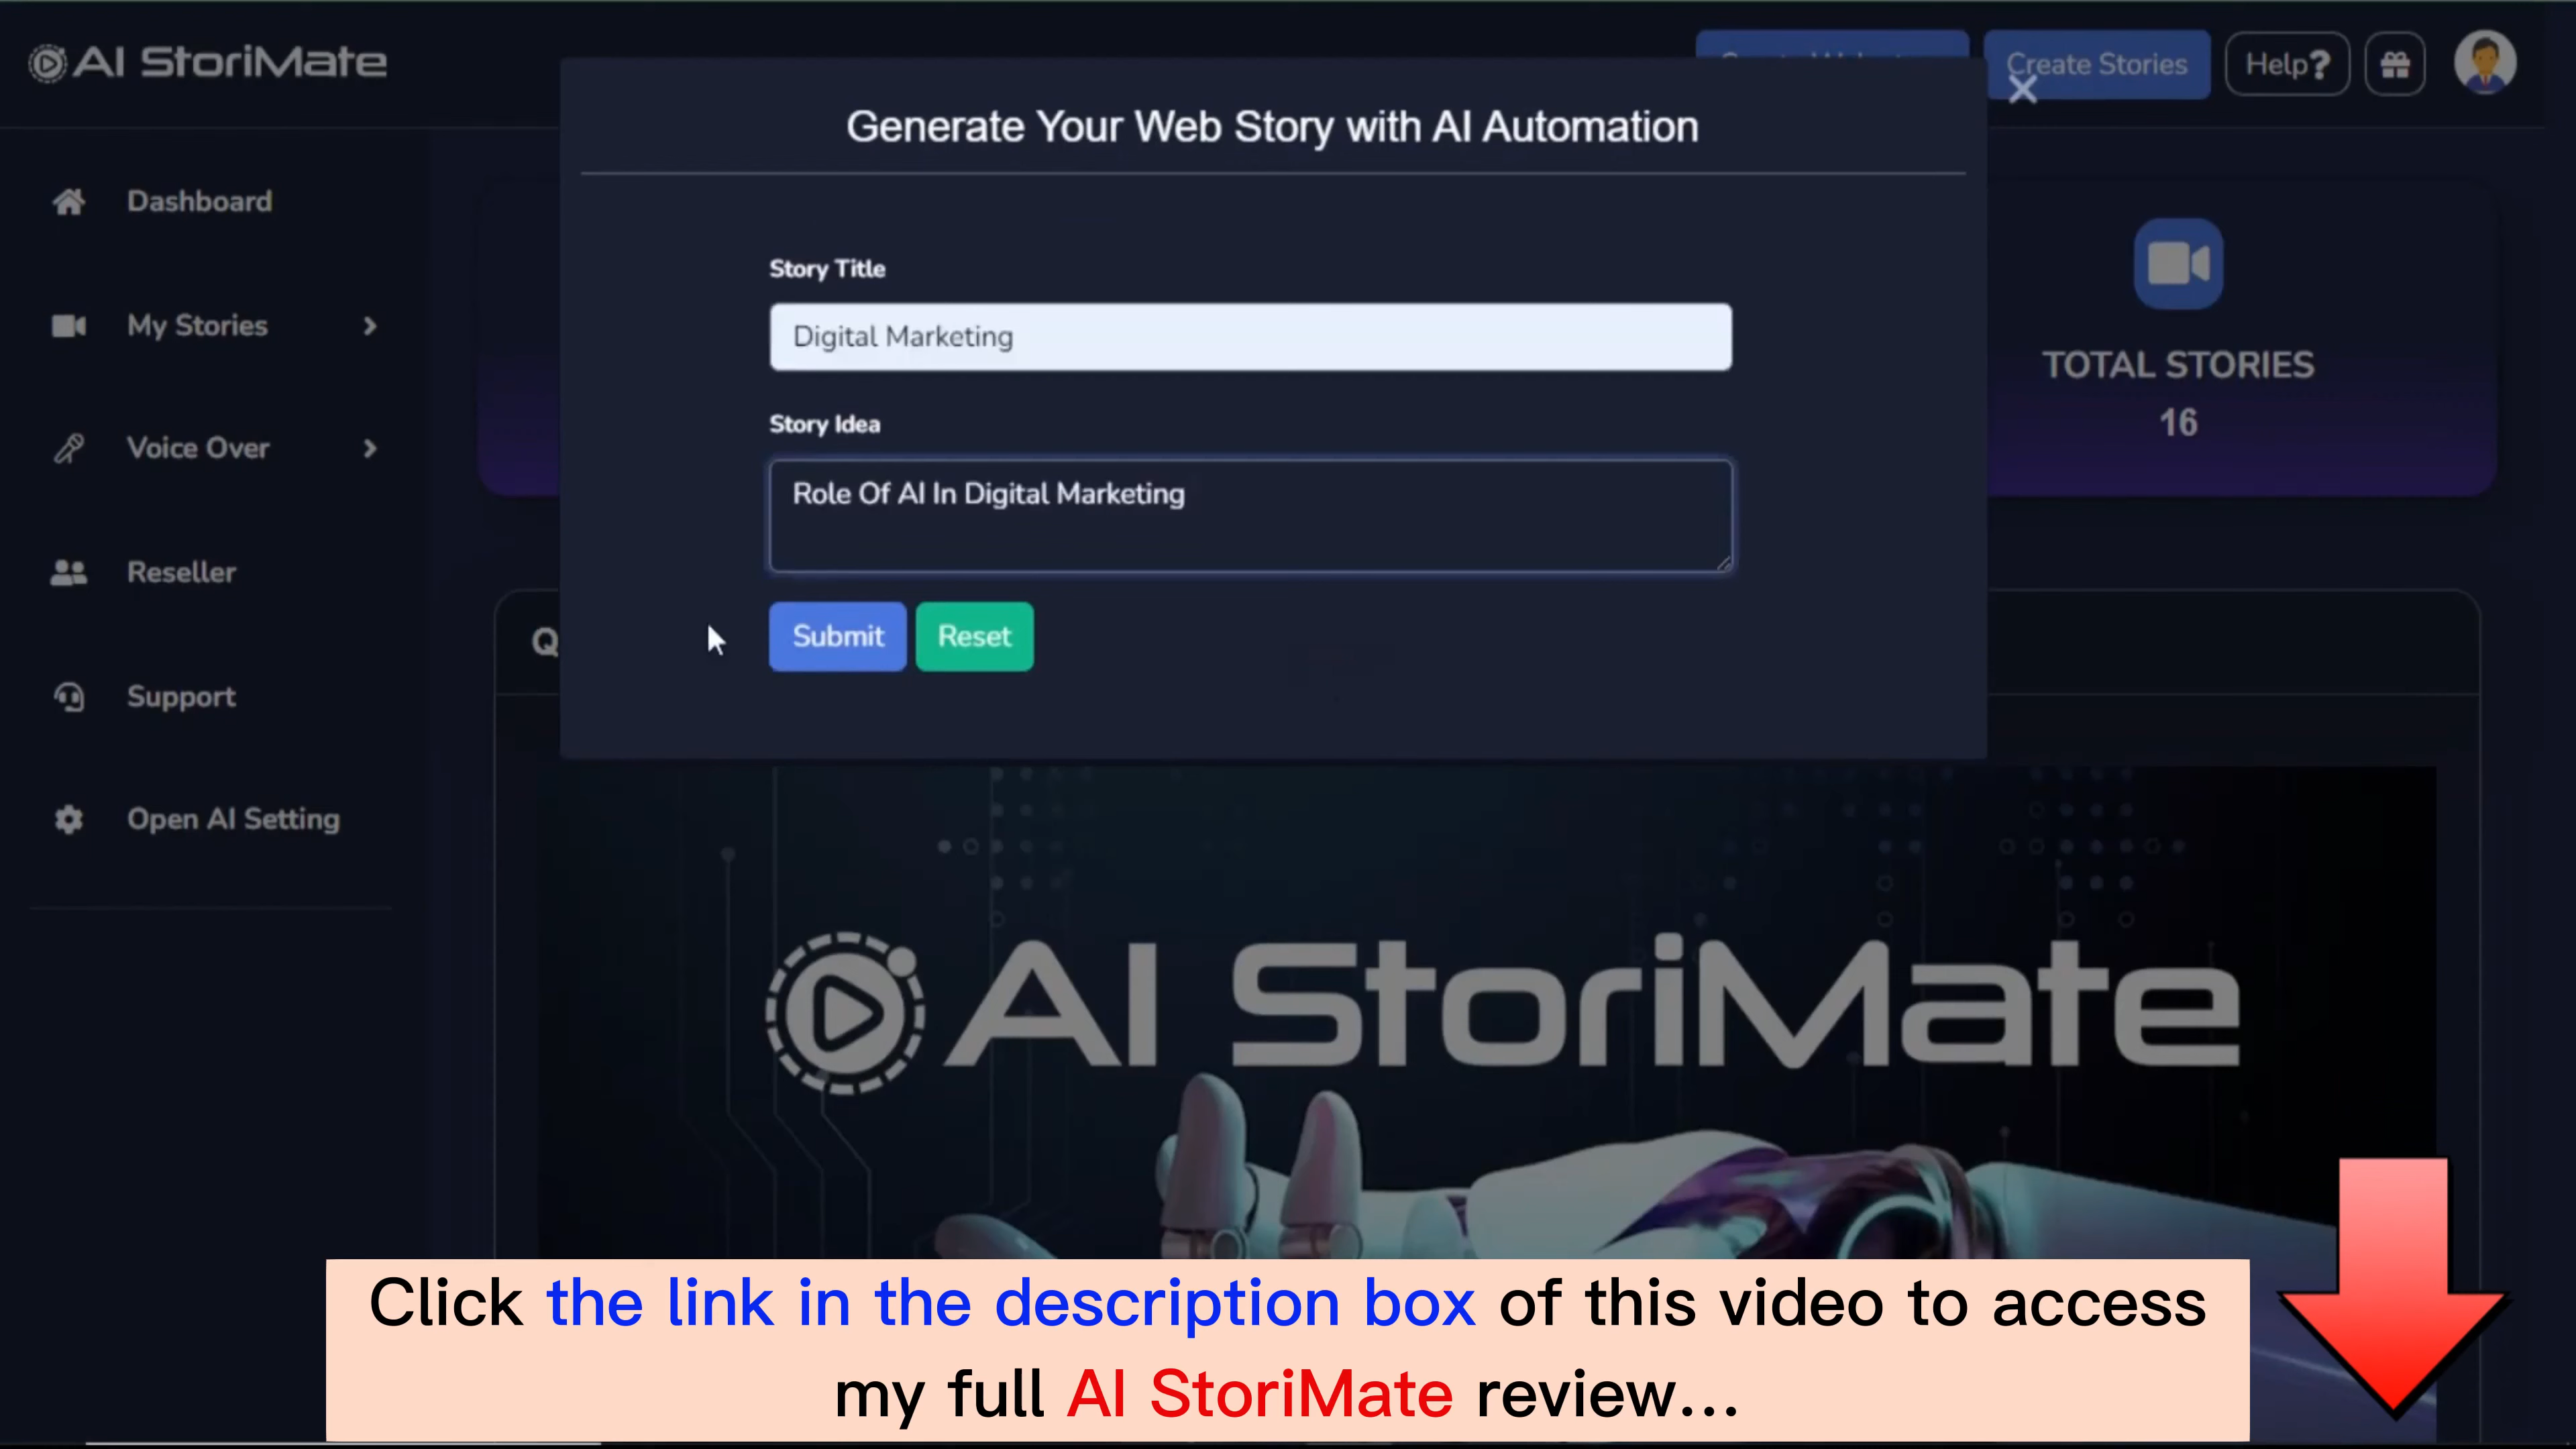 AI StoriMate
Create Stories
Help?
Generate Your Web Story with AI Automation
Dashboard
My Stories
Voice Over
Reseller
Support
Open AI Setting
Story Title
Digital Marketing
Story Idea
Role Of AI In Digital Marketing
Submit
Reset
TOTAL STORIES
16
Q
AI StoriMate
Click the link in the description box of this video to access
my full AI StoriMate review...